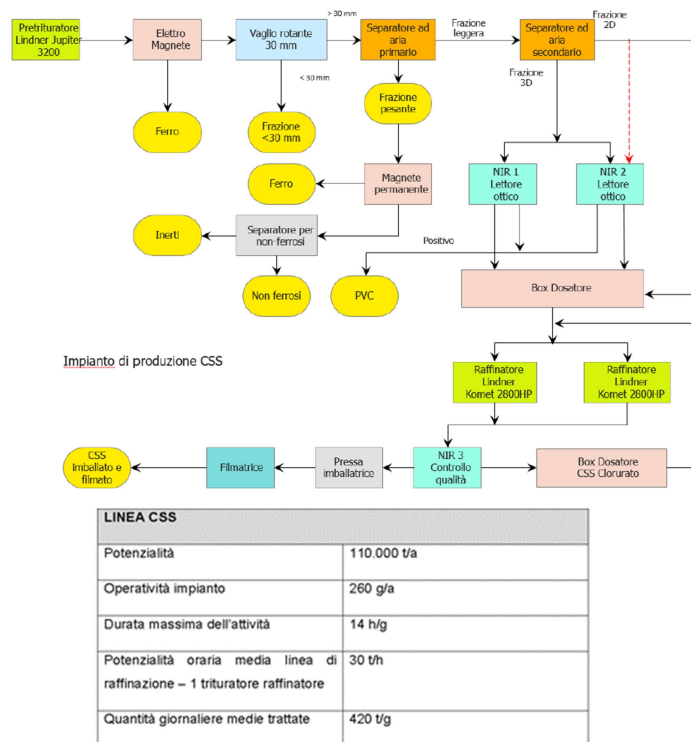 Pretrituratore
Lindner Jupiter
3200
Elettro
Magnete
Vaglio rotante
30 mm
> 30 mm
Separatore ad
aria
primario
Frazione
leggera
Separatore ad
aria
secondario
Frazione
2D
< 30 mm
Frazione
3D
Ferro
Frazione
<30 mm
Frazione
pesante
Ferro
Magnete
permanente
NIR 1
Lettore
ottico
NIR 2
Lettore
ottico
Inerti
Separatore per
non-ferrosi
Positivo
Non ferrosi
PVC
Box Dosatore
Impianto di produzione CSS
Raffinatore
Lindner
Komet 2800HP
Raffinatore
Lindner
Komet 2800HP
CSS
imballato e
filmato
Filmatrice
Pressa
imballatrice
NIR 3
Controllo
qualità
Box Dosatore
CSS Clorurato
LINEA CSS
Potenzialità 110.000 t/a
Operatività impianto 260 g/a
Durata massima dell'attività 14 h/g
Potenzialità oraria media linea di 30 t/h
raffinazione – 1 trituratore raffinatore
Quantità giornaliere medie trattate 420 t/g